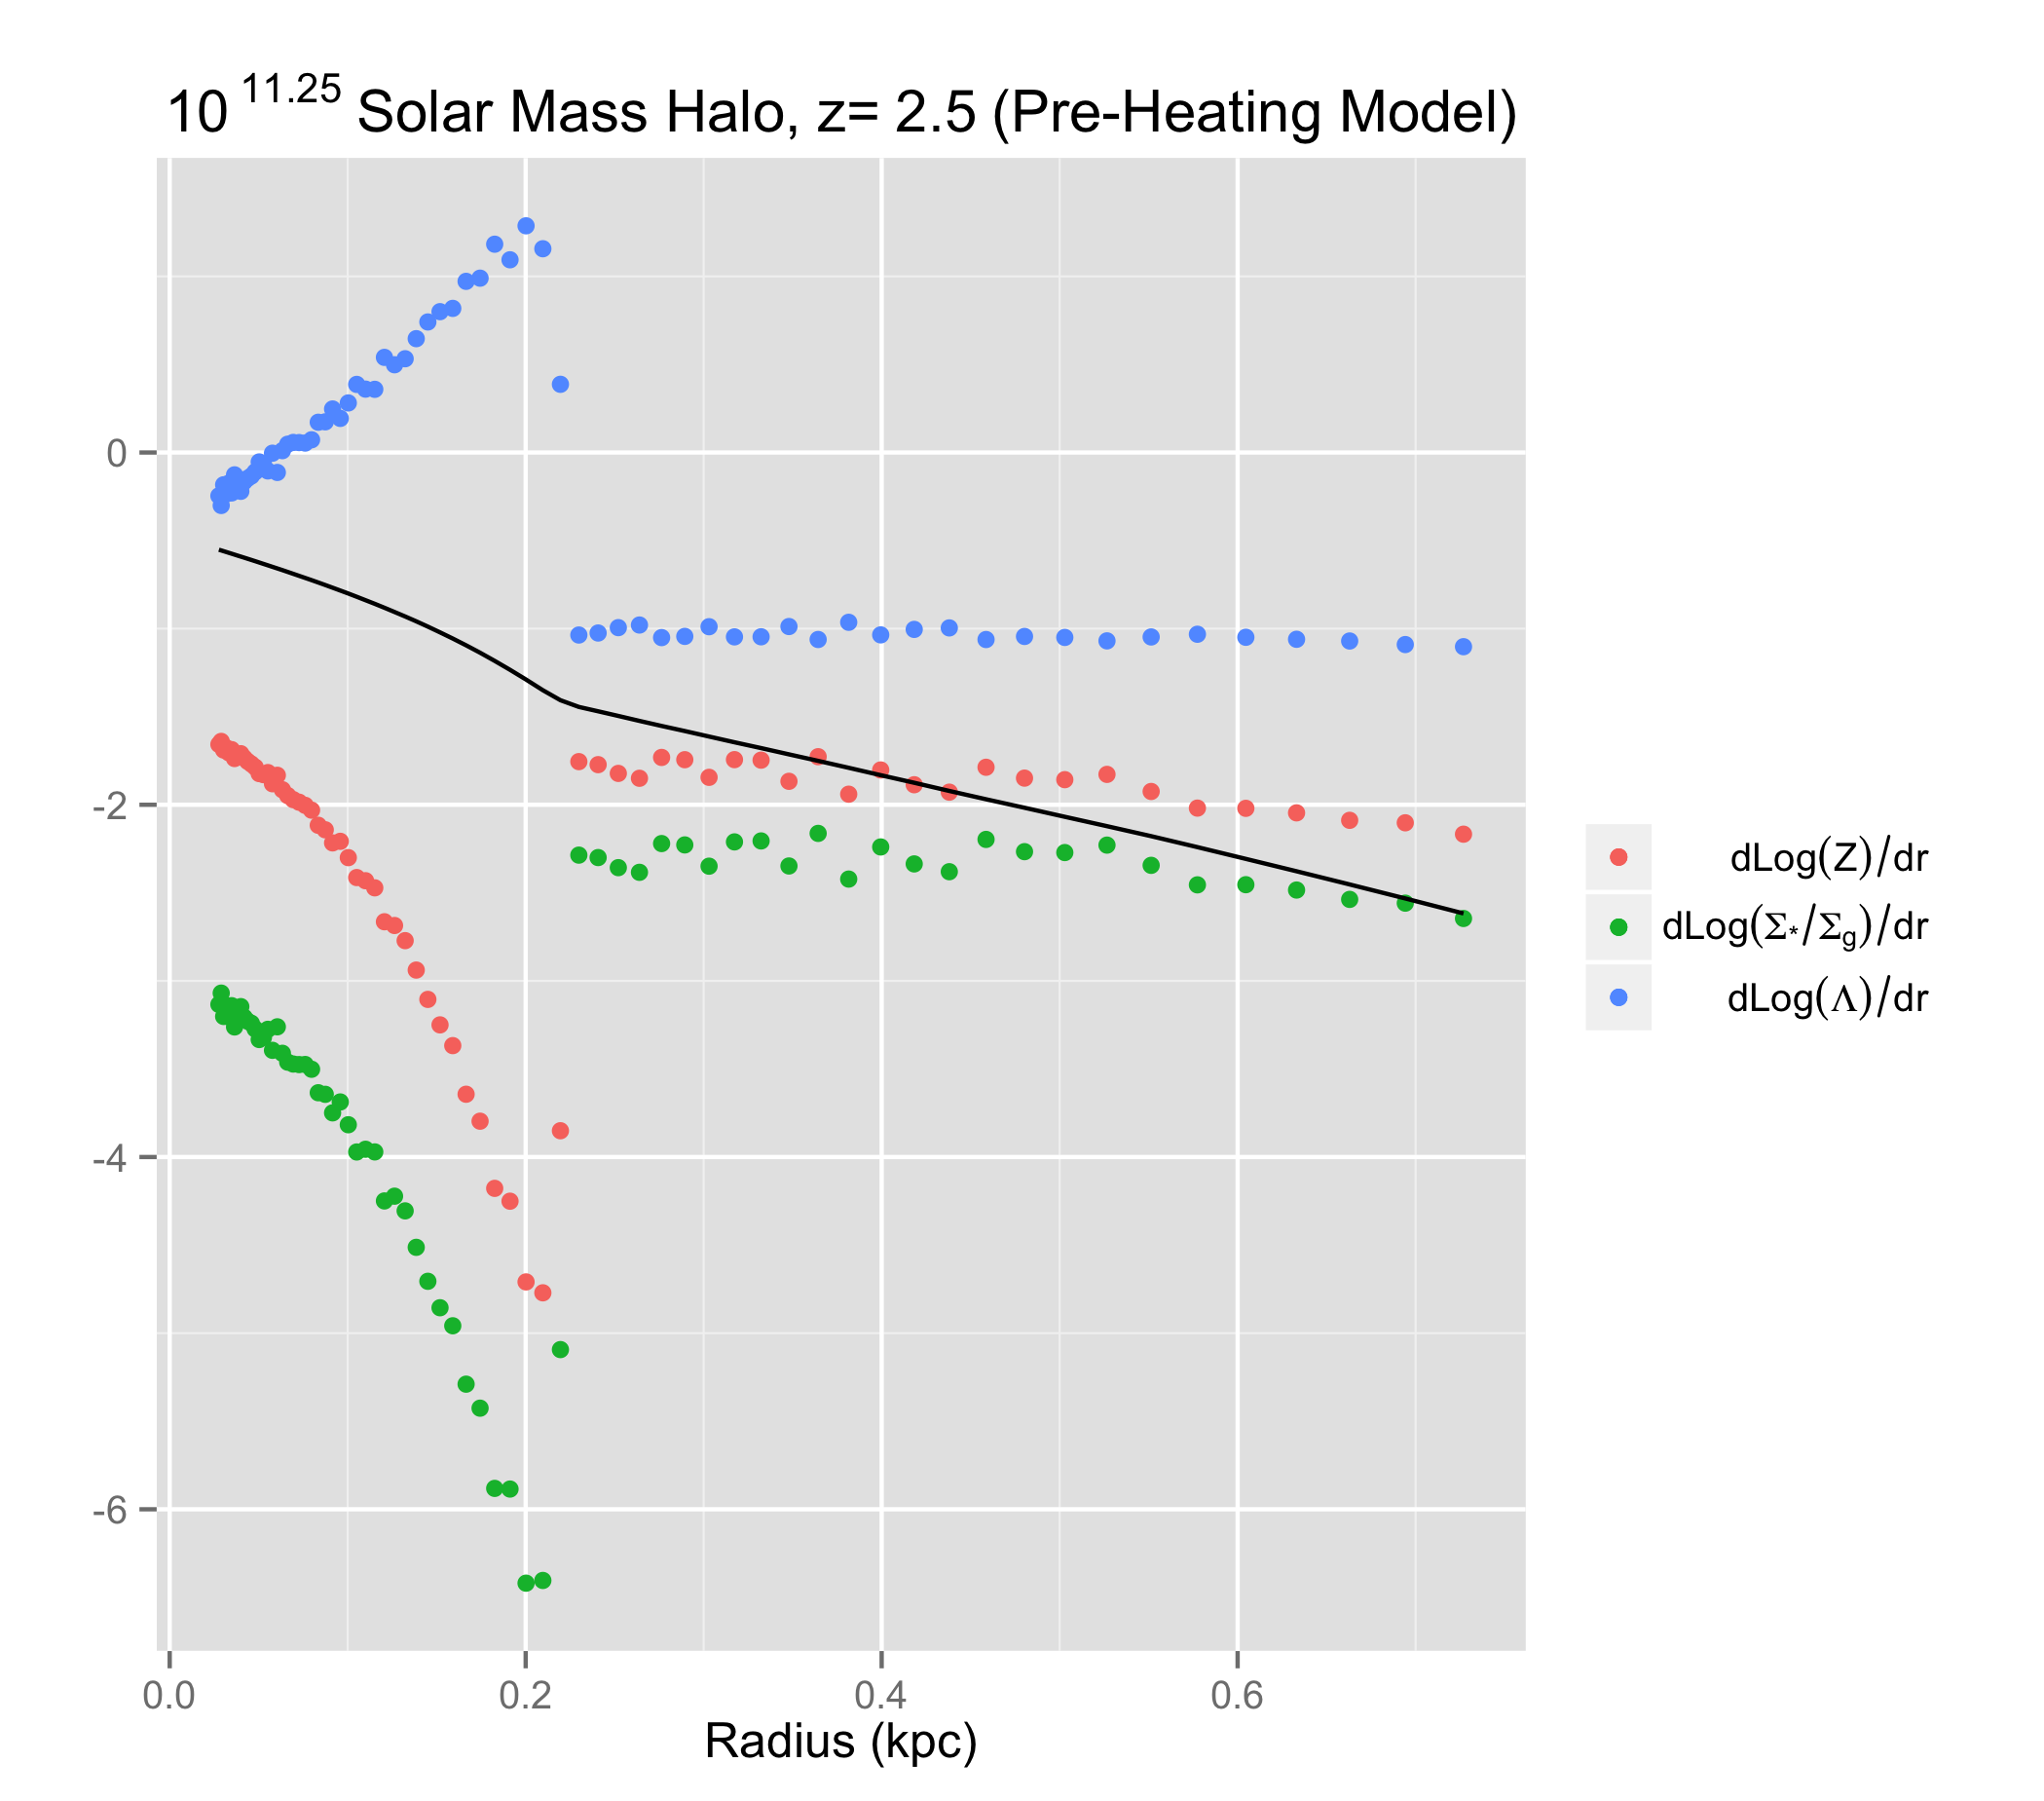 10^11.25 Solar Mass Halo, z= 2.5 (Pre-Heating Model)
0
-2
-4
-6
0.0 0.2 0.4 0.6
Radius (kpc)
dLog(Z)/dr
dLog(Σ*/Σg)/dr
dLog(Λ)/dr